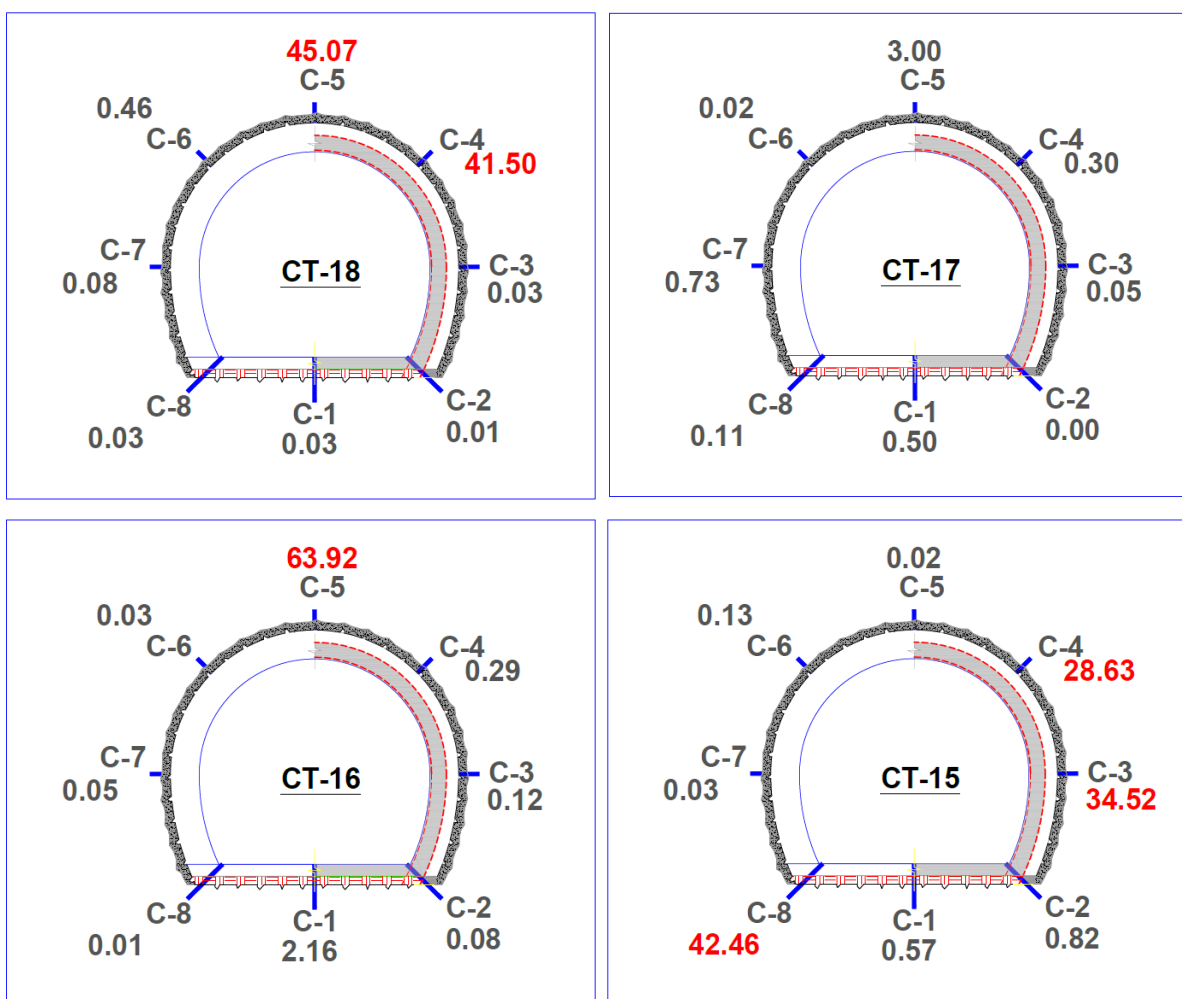 45.07
C-5
0.46
C-6
C-4
41.50
C-7
0.08
CT-18
C-3
0.03
C-8
0.03
C-1
0.03
C-2
0.01
3.00
C-5
0.02
C-6
C-4
0.30
C-7
0.73
CT-17
C-3
0.05
C-8
0.11
C-1
0.50
C-2
0.00
63.92
C-5
0.03
C-6
C-4
0.29
C-7
0.05
CT-16
C-3
0.12
C-8
0.01
C-1
2.16
C-2
0.08
0.02
C-5
0.13
C-6
C-4
28.63
C-7
0.03
CT-15
C-3
34.52
C-8
42.46
C-1
0.57
C-2
0.82